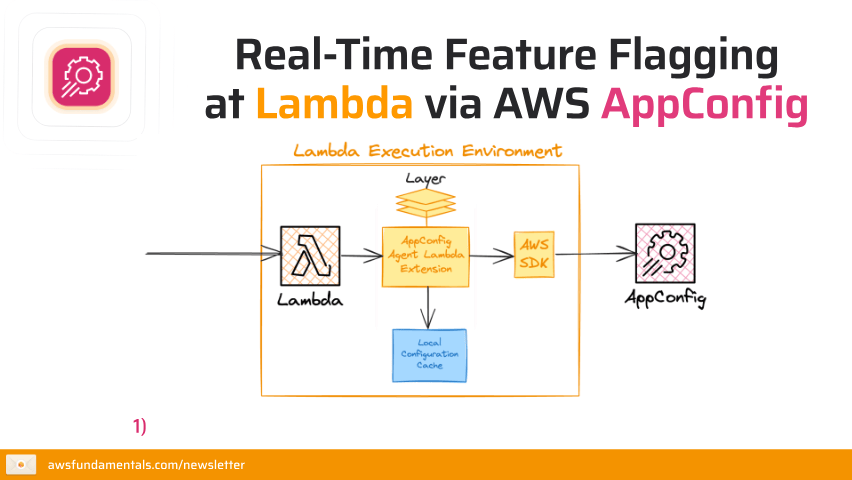 Real-Time Feature Flagging
at Lambda via AWS AppConfig
Lambda Execution Environment
Layer
AppConfig
Agent Lambda
Extension
AWS
SDK
Lambda
AppConfig
Local
Configuration
Cache
1)
awsfundamentals.com/newsletter